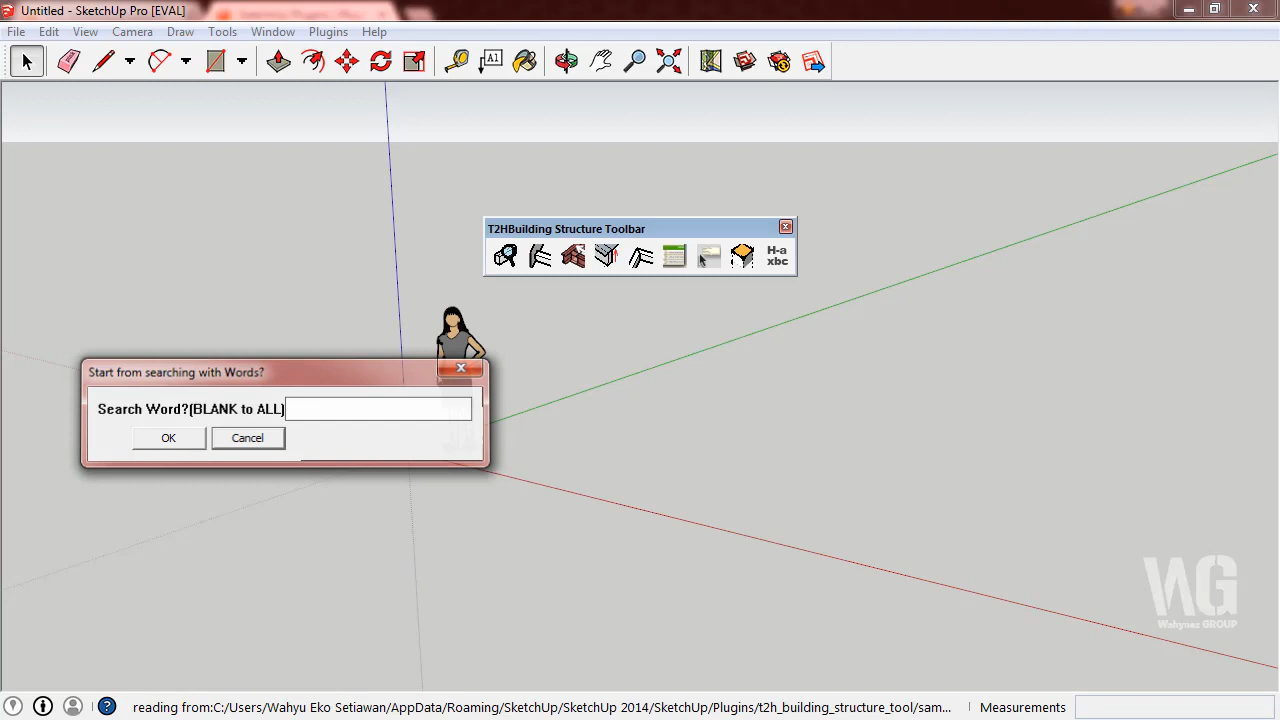 Untitled - SketchUp Pro [EVAL]
File Edit View Camera Draw Tools Window Plugins Help
A1
T2HBuilding Structure Toolbar
H-a
xbc
Start from searching with Words?
Search Word?(BLANK to ALL)
OK Cancel
WG
Wahynez GROUP
reading from:C:/Users/Wahyu Eko Setiawan/AppData/Roaming/SketchUp/SketchUp 2014/SketchUp/Plugins/t2h_building_structure_tool/sam... Measurements